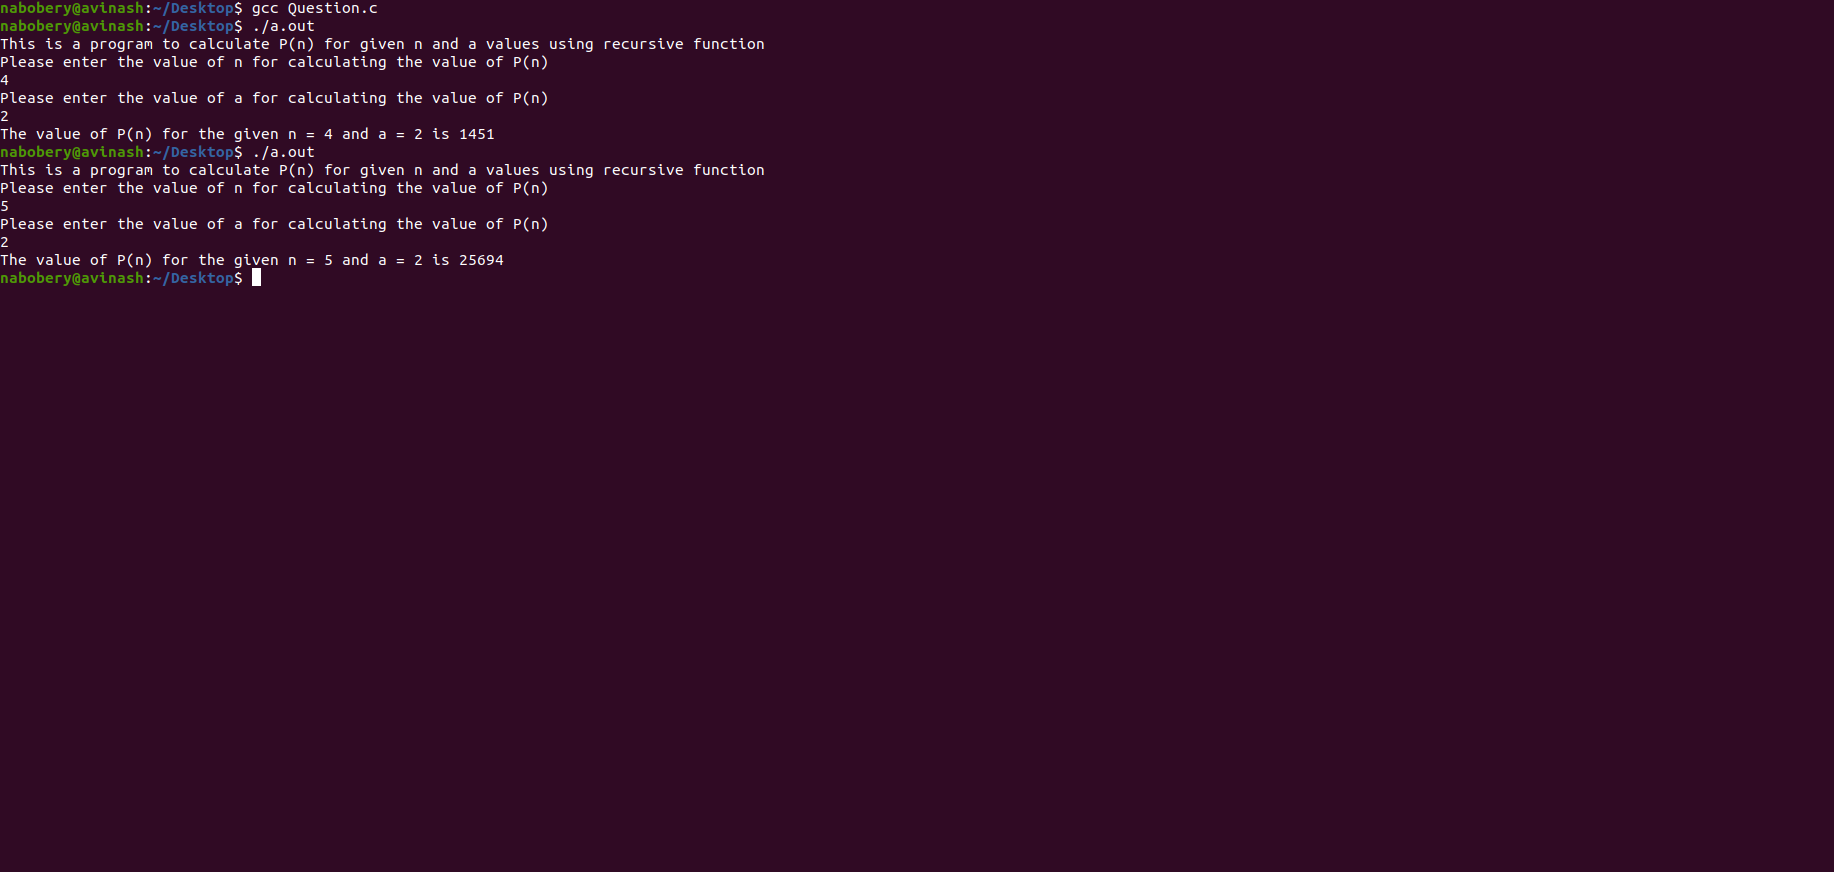 nabobery@avinash:~/Desktop$ gcc Question.c
nabobery@avinash:~/Desktop$ ./a.out
This is a program to calculate P(n) for given n and a values using recursive function
Please enter the value of n for calculating the value of P(n)
4
Please enter the value of a for calculating the value of P(n)
2
The value of P(n) for the given n = 4 and a = 2 is 1451
nabobery@avinash:~/Desktop$ ./a.out
This is a program to calculate P(n) for given n and a values using recursive function
Please enter the value of n for calculating the value of P(n)
5
Please enter the value of a for calculating the value of P(n)
2
The value of P(n) for the given n = 5 and a = 2 is 25694
nabobery@avinash:~/Desktop$